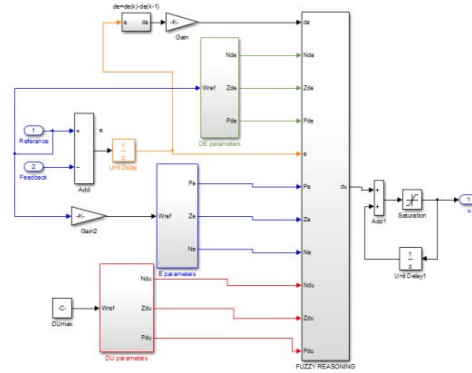 de=de(k)-de(k-1)
e
de
-K-
Gain
de
Nde
Zde
Pde
Wref
Nde
Zde
Pde
DE parameters
1
Referance
2
Feedback
+
−
Add
e
1
z
Unit Delay
e
-K-
Gain2
Wref
Pe
Ze
Ne
E parameters
Pe
Ze
Ne
-C-
DUmax
Wref
Ndu
Zdu
Pdu
DU parameters
Ndu
Zdu
Pdu
du
FUZZY REASONING
+
+
Add1
Saturation
1
z
Unit Delay1
1
u